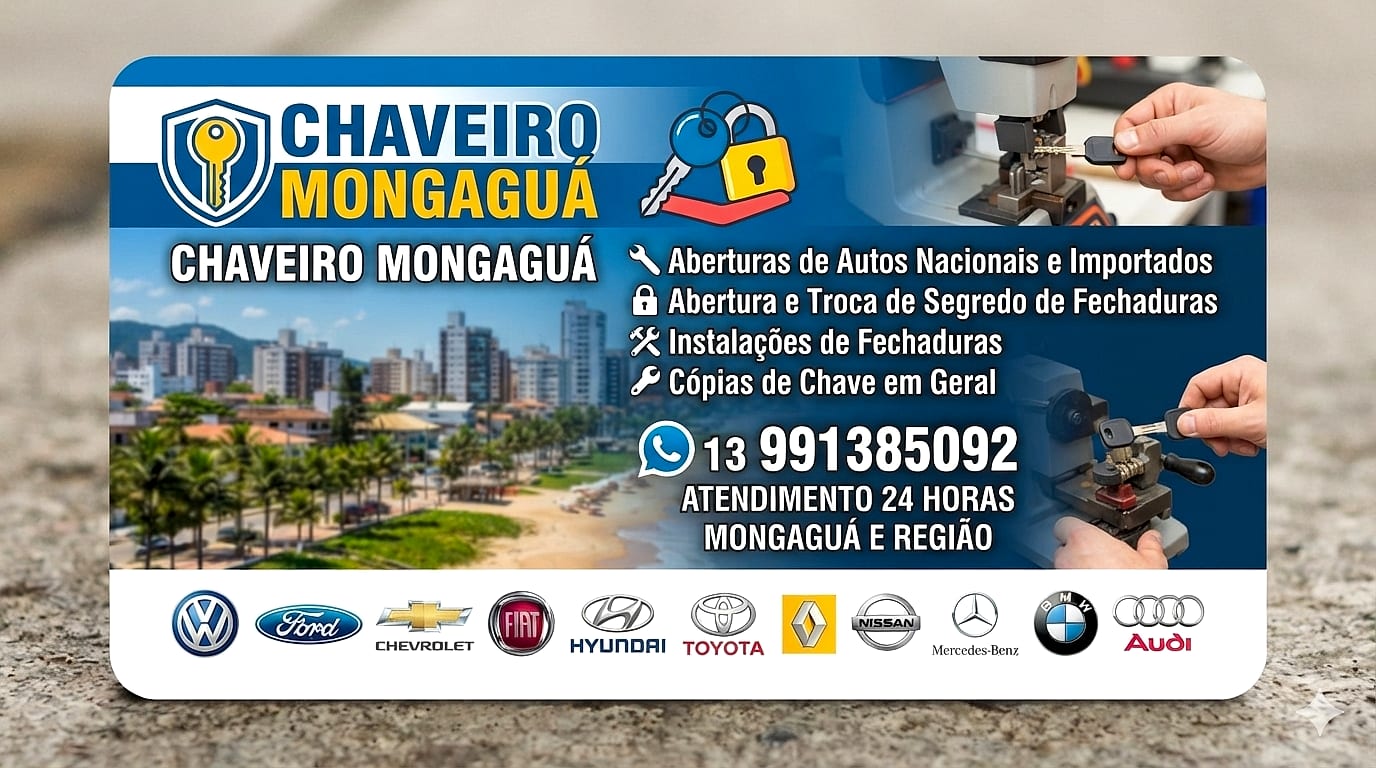 CHAVEIRO
MONGAGUÁ
CHAVEIRO MONGAGUÁ
Aberturas de Autos Nacionais e Importados
Abertura e Troca de Segredo de Fechaduras
Instalações de Fechaduras
Cópias de Chave em Geral
13 991385092
ATENDIMENTO 24 HORAS
MONGAGUÁ E REGIÃO
Ford
CHEVROLET
FIAT
HYUNDAI
TOYOTA
NISSAN
Mercedes-Benz
BMW
Audi